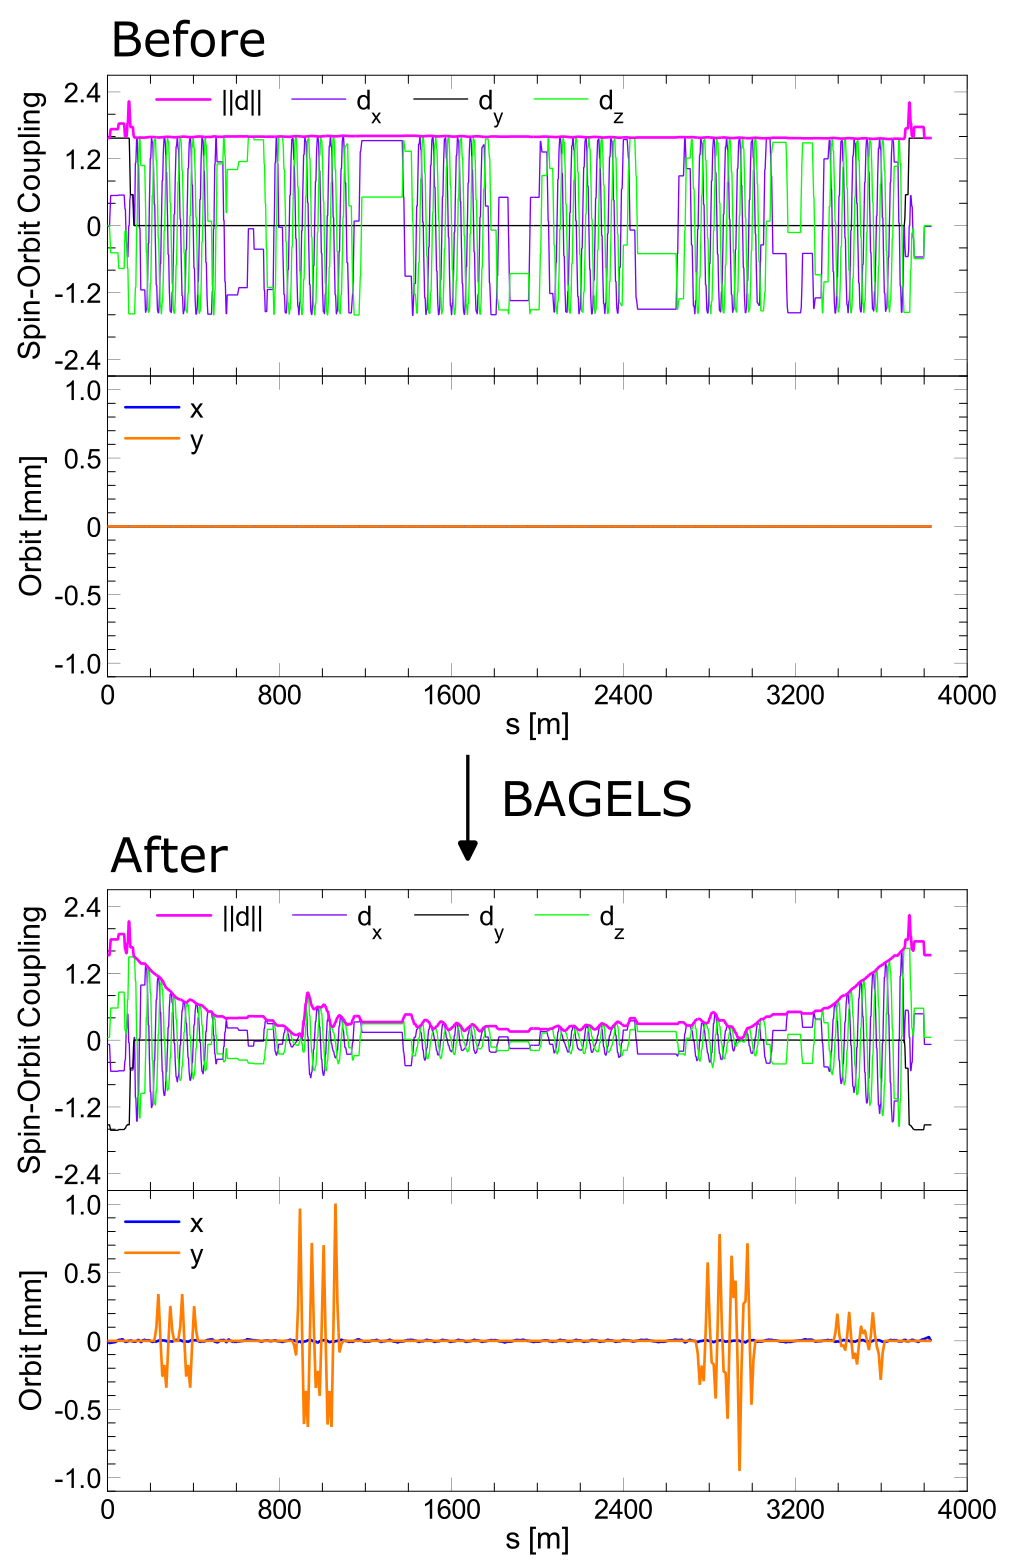 Before
||d|| dx dy dz
2.4
1.2
0
-1.2
-2.4
Spin-Orbit Coupling
x
y
1.0
0.5
0
-0.5
-1.0
Orbit [mm]
0 800 1600 2400 3200 4000
s [m]
BAGELS
After
||d|| dx dy dz
2.4
1.2
0
-1.2
-2.4
Spin-Orbit Coupling
x
y
1.0
0.5
0
-0.5
-1.0
Orbit [mm]
0 800 1600 2400 3200 4000
s [m]